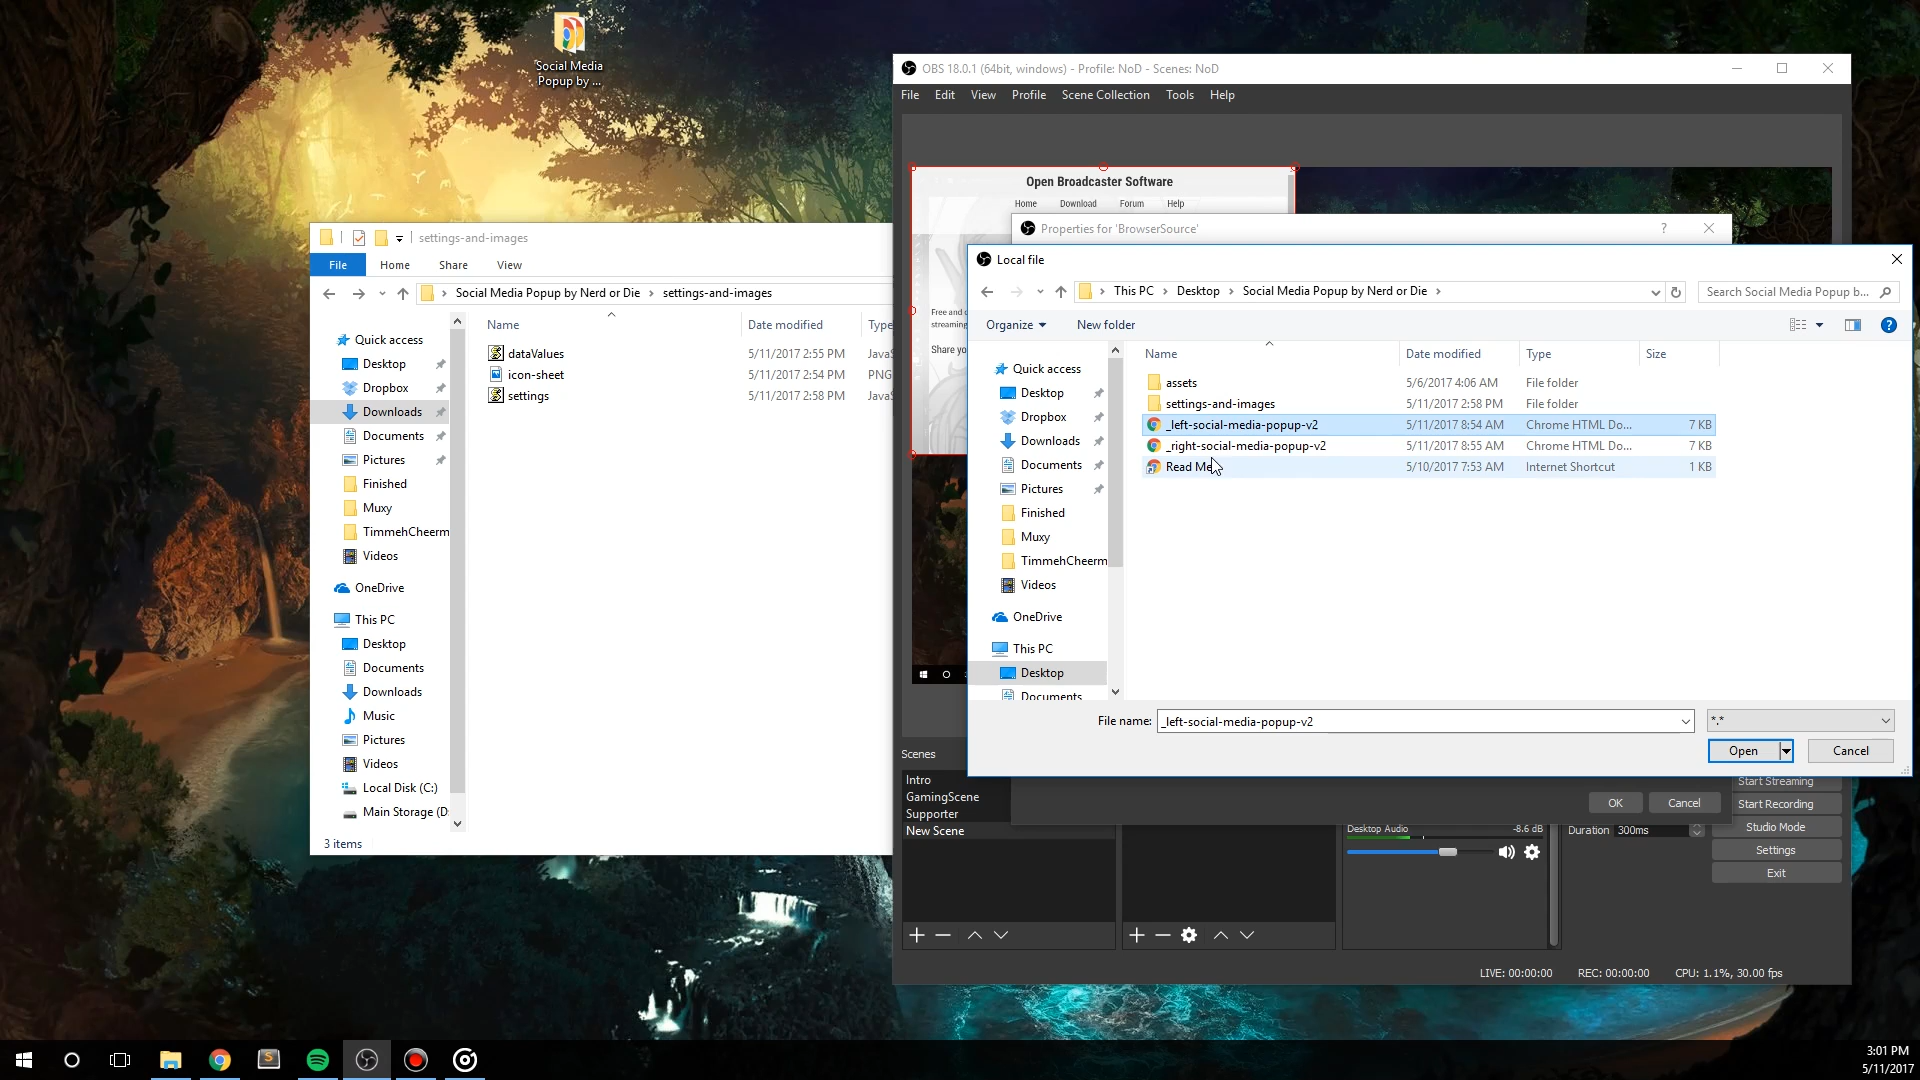 Social Media
Popup by ...
settings-and-images
File
Home
Share
View
Social Media Popup by Nerd or Die
settings-and-images
Name
Date modified
Type
Quick access
Desktop
Dropbox
Downloads
Documents
Pictures
Finished
Muxy
TimmehCheerm
Videos
OneDrive
This PC
Desktop
Documents
Downloads
Music
Pictures
Videos
Local Disk (C:)
Main Storage (D:
dataValues 5/11/2017 2:55 PM JavaS
icon-sheet 5/11/2017 2:54 PM PNG
settings 5/11/2017 2:58 PM JavaS
3 items
OBS 18.0.1 (64bit, windows) - Profile: NoD - Scenes: NoD
File Edit View Profile Scene Collection Tools Help
Open Broadcaster Software
Home Download Forum Help
Free and o
streaming
Share yo
Properties for 'BrowserSource'
?
Local file
This PC
Desktop
Social Media Popup by Nerd or Die
Search Social Media Popup b...
Organize
New folder
?
Quick access
Desktop
Dropbox
Downloads
Documents
Pictures
Finished
Muxy
TimmehCheerm
Videos
OneDrive
This PC
Desktop
Documents
Name Date modified Type Size
assets 5/6/2017 4:06 AM File folder
settings-and-images 5/11/2017 2:58 PM File folder
_left-social-media-popup-v2 5/11/2017 8:54 AM Chrome HTML Do... 7 KB
_right-social-media-popup-v2 5/11/2017 8:55 AM Chrome HTML Do... 7 KB
Read Me 5/10/2017 7:53 AM Internet Shortcut 1 KB
File name: _left-social-media-popup-v2
*.*
Open
Cancel
OK
Cancel
Scenes
Intro
GamingScene
Supporter
New Scene
Desktop Audio -8.6 dB
Duration 300ms
Start Streaming
Start Recording
Studio Mode
Settings
Exit
LIVE: 00:00:00 REC: 00:00:00 CPU: 1.1%, 30.00 fps
3:01 PM
5/11/2017